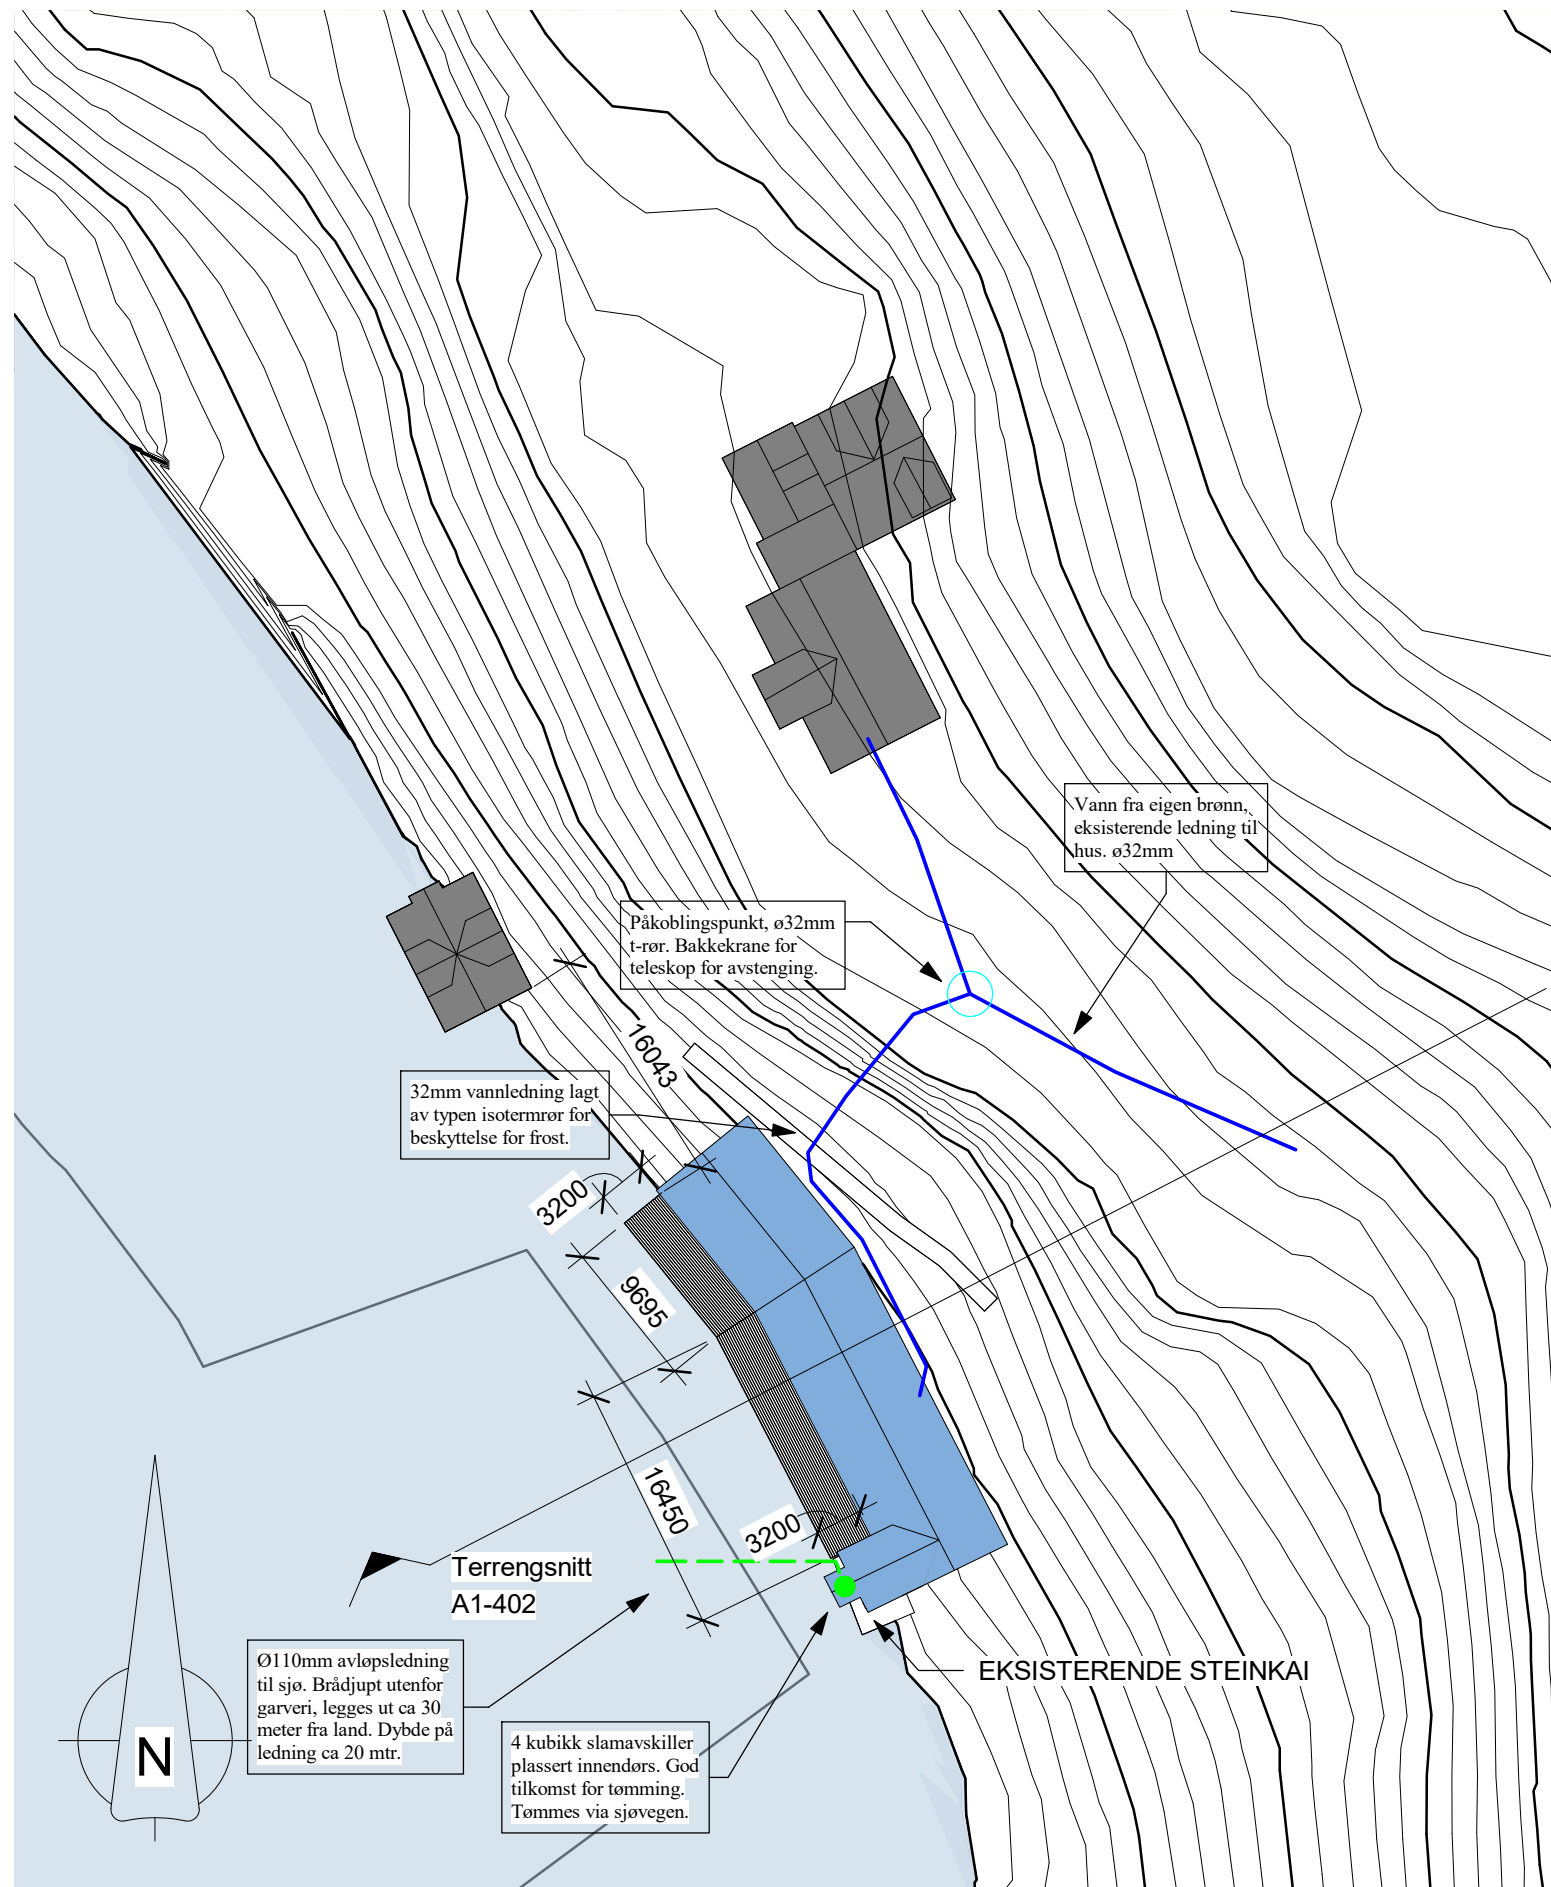 Vann fra eigen brønn,
eksisterende ledning til
hus. ø32mm
Påkoblingspunkt, ø32mm
t-rør. Bakkekrane for
teleskop for avstenging.
16043
32mm vannledning lagt
av typen isotermrør for
beskyttelse for frost.
3200
9695
16450
3200
Terrengsnitt
A1-402
Ø110mm avløpsledning
til sjø. Brådjupt utenfor
garveri, legges ut ca 30
meter fra land. Dybde på
ledning ca 20 mtr.
EKSISTERENDE STEINKAI
4 kubikk slamavskiller
plassert innendørs. God
tilkomst for tømming.
Tømmes via sjøvegen.
N